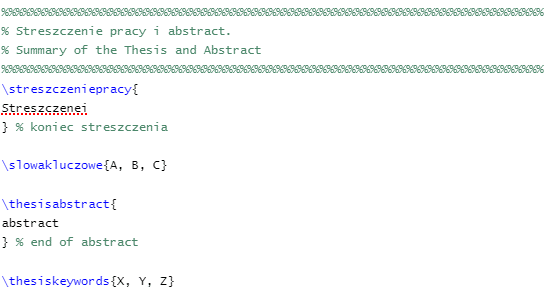 %%%%%%%%%%%%%%%%%%%%%%%%%%%%%%%%%%%%%%%%%%%%%%%%%%%%%%%%%%%%%%%%%%%%%%%%%%%%%
% Streszczenie pracy i abstract.
% Summary of the Thesis and Abstract
%%%%%%%%%%%%%%%%%%%%%%%%%%%%%%%%%%%%%%%%%%%%%%%%%%%%%%%%%%%%%%%%%%%%%%%%%%%%%
\streszczeniepracy{
Streszczenei
} % koniec streszczenia
\slowakluczowe{A, B, C}
\thesisabstract{
abstract
} % end of abstract
\thesiskeywords{X, Y, Z}